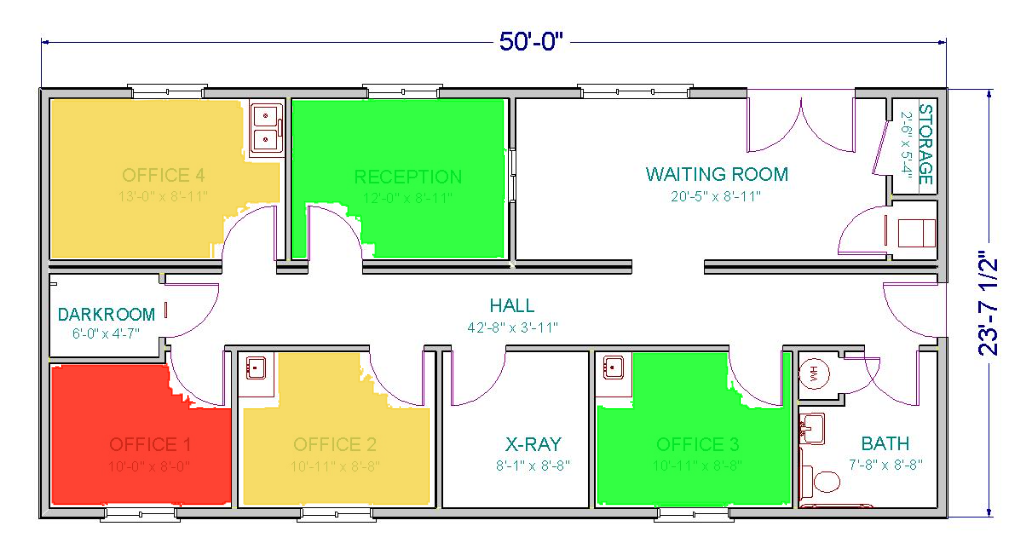 50'-0"
OFFICE 4
13'-0" x 8'-11"
RECEPTION
12'-0" x 8'-11"
WAITING ROOM
20'-5" x 8'-11"
STORAGE
2'-6" x 5'-4"
23'-7 1/2"
DARKROOM
6'-0" x 4'-7"
HALL
42'-8" x 3'-11"
OFFICE 1
10'-0" x 8'-0"
OFFICE 2
10'-11" x 8'-8"
X-RAY
8'-1" x 8'-8"
OFFICE 3
10'-11" x 8'-8"
HW
BATH
7'-8" x 8'-8"